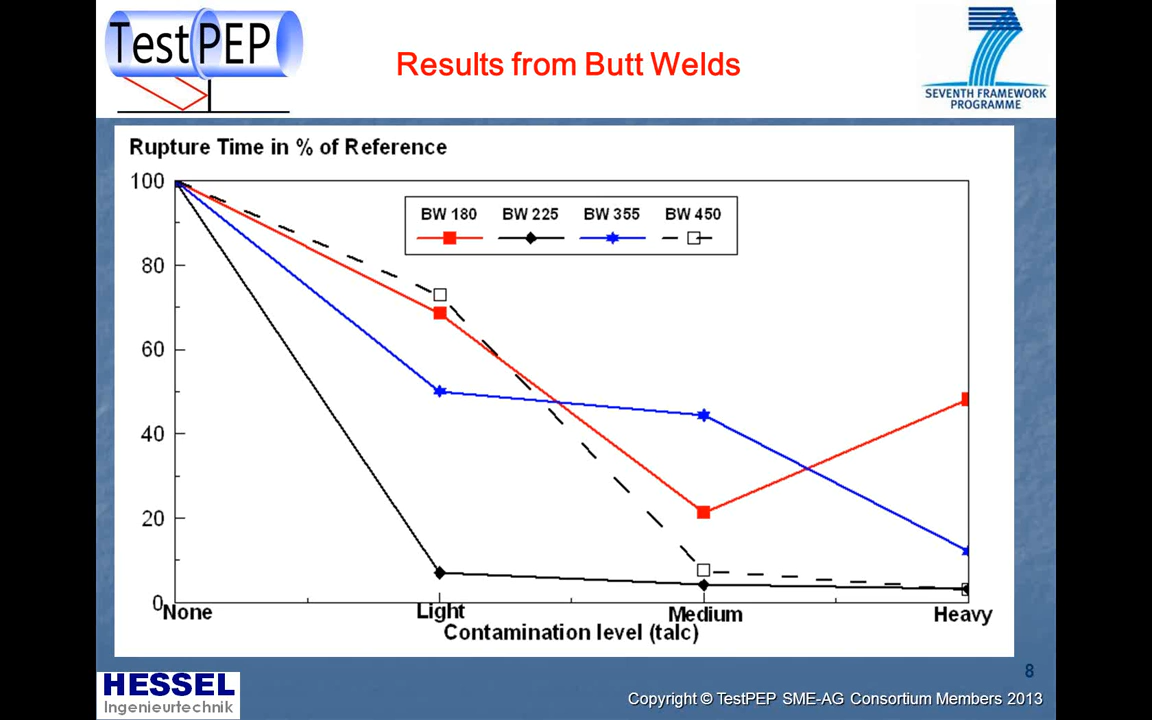 TestPEP
Results from Butt Welds
SEVENTH FRAMEWORK
PROGRAMME
Rupture Time in % of Reference
100
80
60
40
20
0
BW 180 BW 225 BW 355 BW 450
None Light Medium Heavy
Contamination level (talc)
8
HESSEL
Ingenieurtechnik
Copyright © TestPEP SME-AG Consortium Members 2013